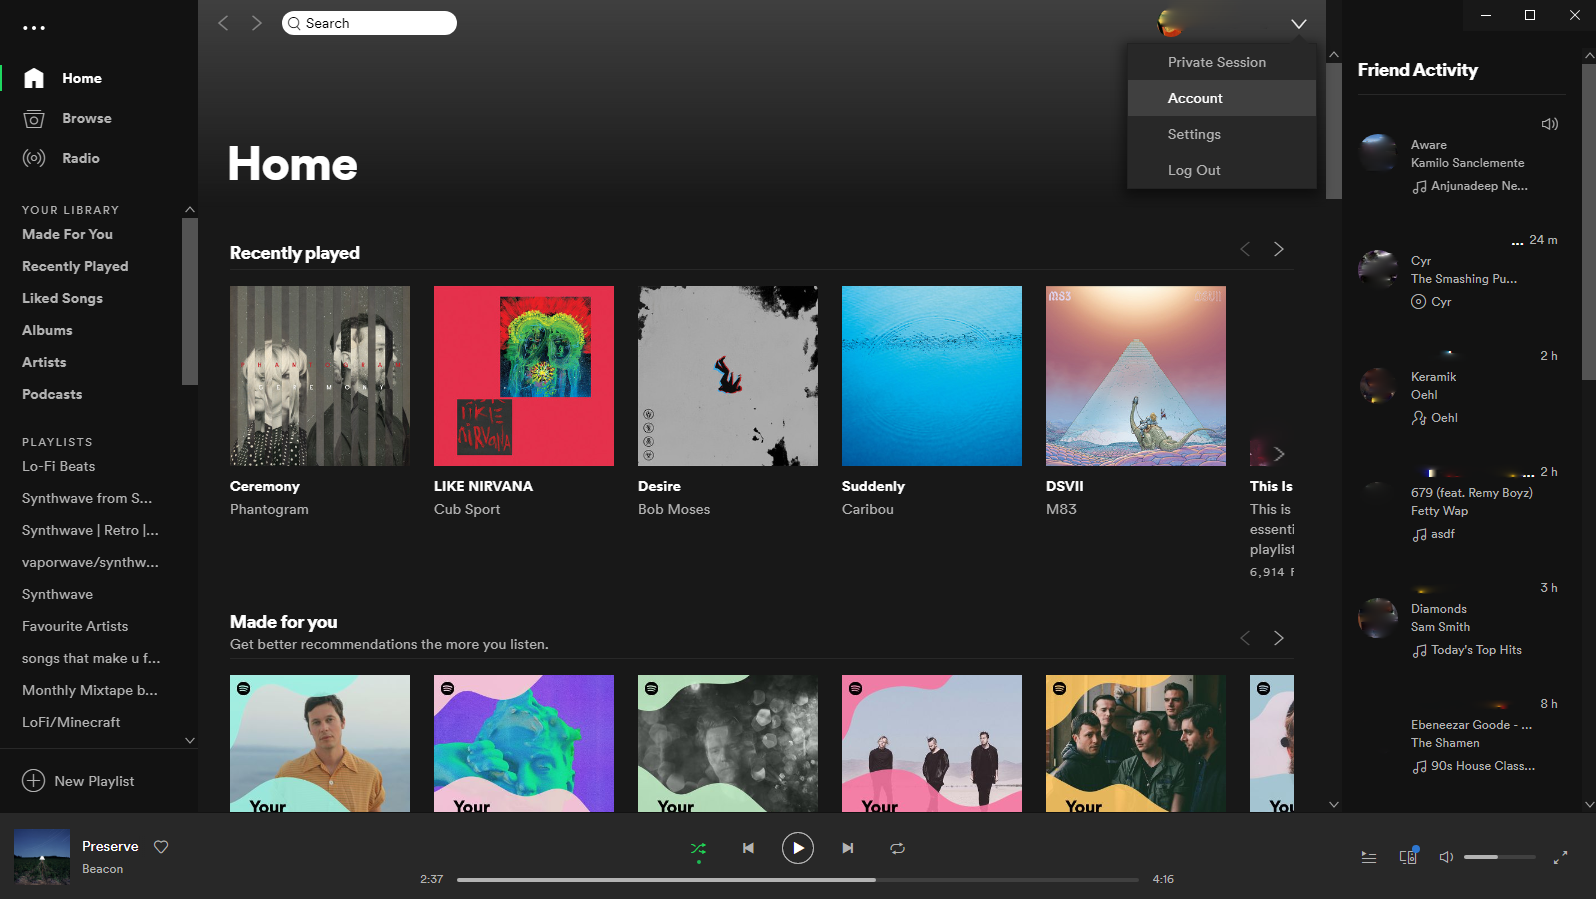 Search
Private Session
Account
Settings
Log Out
Home
Browse
Radio
YOUR LIBRARY
Made For You
Recently Played
Liked Songs
Albums
Artists
Podcasts
PLAYLISTS
Lo-Fi Beats
Synthwave from S...
Synthwave | Retro |...
vaporwave/synthw...
Synthwave
Favourite Artists
songs that make u f...
Monthly Mixtape b...
LoFi/Minecraft
New Playlist
Home
Recently played
PHANTOGRAM
CEREMONY
LIKE
NIRVANA
M83
DSVII
Ceremony
Phantogram
LIKE NIRVANA
Cub Sport
Desire
Bob Moses
Suddenly
Caribou
DSVII
M83
This Is
This is
essenti
playlist
6,914 F
Made for you
Get better recommendations the more you listen.
Your
Your
Your
Your
Your
You
Friend Activity
Aware
Kamilo Sanclemente
Anjunadeep Ne...
24 m
Cyr
The Smashing Pu...
Cyr
2 h
Keramik
Oehl
Oehl
2 h
679 (feat. Remy Boyz)
Fetty Wap
asdf
3 h
Diamonds
Sam Smith
Today's Top Hits
8 h
Ebeneezar Goode - ...
The Shamen
90s House Class...
Preserve
Beacon
2:37
4:16